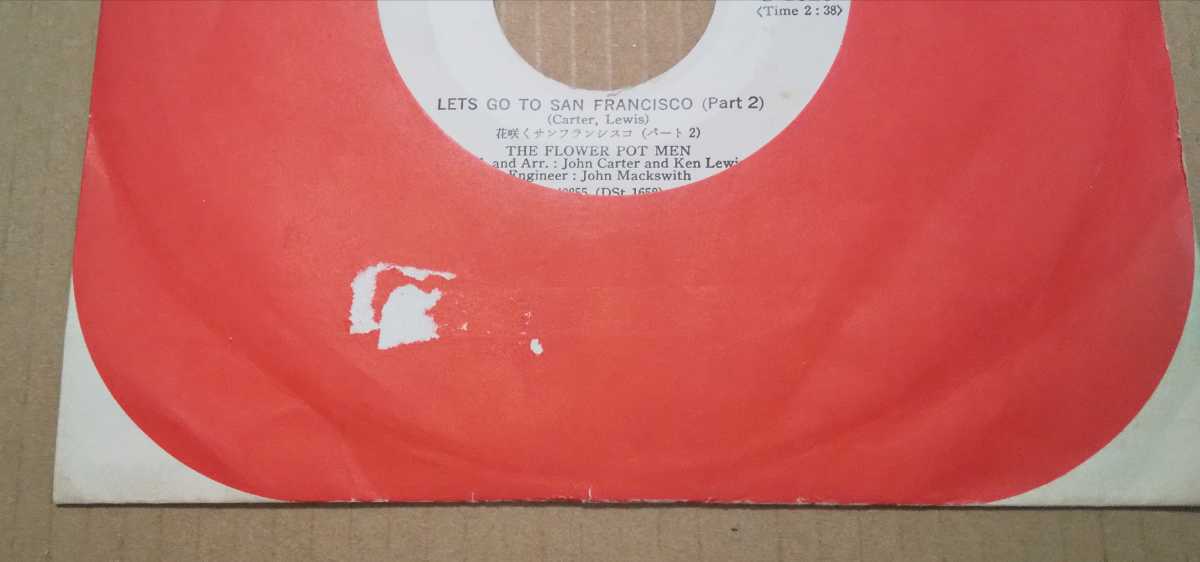 〈Time 2:38〉
LETS GO TO SAN FRANCISCO (Part 2)
(Carter, Lewis)
花咲くサンフランシスコ (パート 2)
THE FLOWER POT MEN
and Arr. : John Carter and Ken Lewis
Engineer : John Mackswith
(DSt 1658)